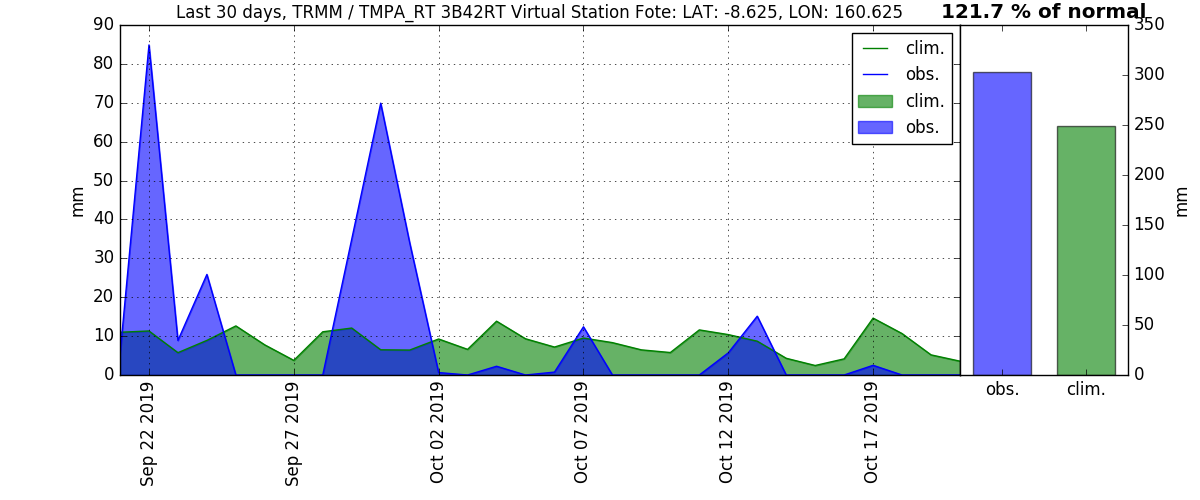 Last 30 days, TRMM / TMPA_RT 3B42RT Virtual Station Fote: LAT: -8.625, LON: 160.625
121.7 % of normal
90
80
70
60
50
40
30
20
10
0
mm
clim.
obs.
clim.
obs.
Sep 22 2019
Sep 27 2019
Oct 02 2019
Oct 07 2019
Oct 12 2019
Oct 17 2019
350
300
250
200
150
100
50
0
mm
obs.
clim.